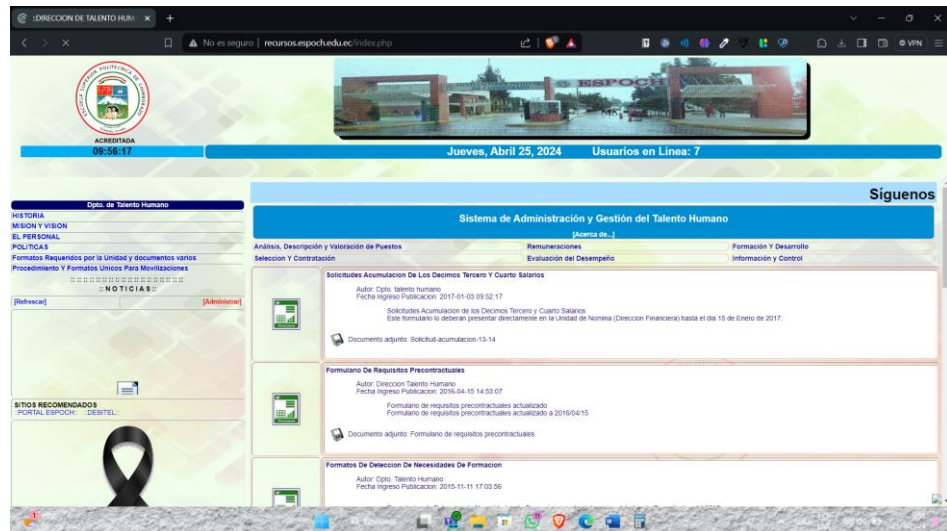 :DIRECCION DE TALENTO HUM
No es seguro
recursos.espoch.edu.ec/index.php
VPN
ESPOCH
ACREDITADA
09:56:17
Jueves, Abril 25, 2024 Usuarios en Linea: 7
Síguenos
Dpto. de Talento Humano
HISTORIA
MISION Y VISION
EL PERSONAL
POLITICAS
Formatos Requeridos por la Unidad y documentos varios
Procedimiento Y Formatos Unicos Para Movilizaciones
:: N O T I C I A S ::
[Refrescar] [Administrar]
SITIOS RECOMENDADOS
::PORTAL ESPOCH:: ::DESITEL::
Sistema de Administración y Gestión del Talento Humano
[Acerca de...]
Análisis, Descripción y Valoración de Puestos Remuneraciones Formación Y Desarrollo
Seleccion Y Contratación Evaluación del Desempeño Información y Control
Solicitudes Acumulacion De Los Decimos Tercero Y Cuarto Salarios
Autor: Dpto. talento humano
Fecha Ingreso Publicacion: 2017-01-03 09:52:17
Solicitudes Acumulacion de los Decimos Tercero y Cuarto Salarios
Este formulario lo deberan presentar directamente en la Unidad de Nomina (Direccion Financiera) hasta el dia 15 de Enero de 2017.
Documento adjunto: Solicitud-acumulacion-13-14
Formulario De Requisitos Precontractuales
Autor: Direccion Talento Humano
Fecha Ingreso Publicacion: 2016-04-15 14:53:07
Formulario de requisitos precontractuales actualizado
Formulario de requisitos precontractuales actualizado a 2016/04/15
Documento adjunto: Formulario de requisitos precontractuales
Formatos De Deteccion De Necesidades De Formacion
Autor: Dpto. Talento Humano
Fecha Ingreso Publicacion: 2015-11-11 17:03:56